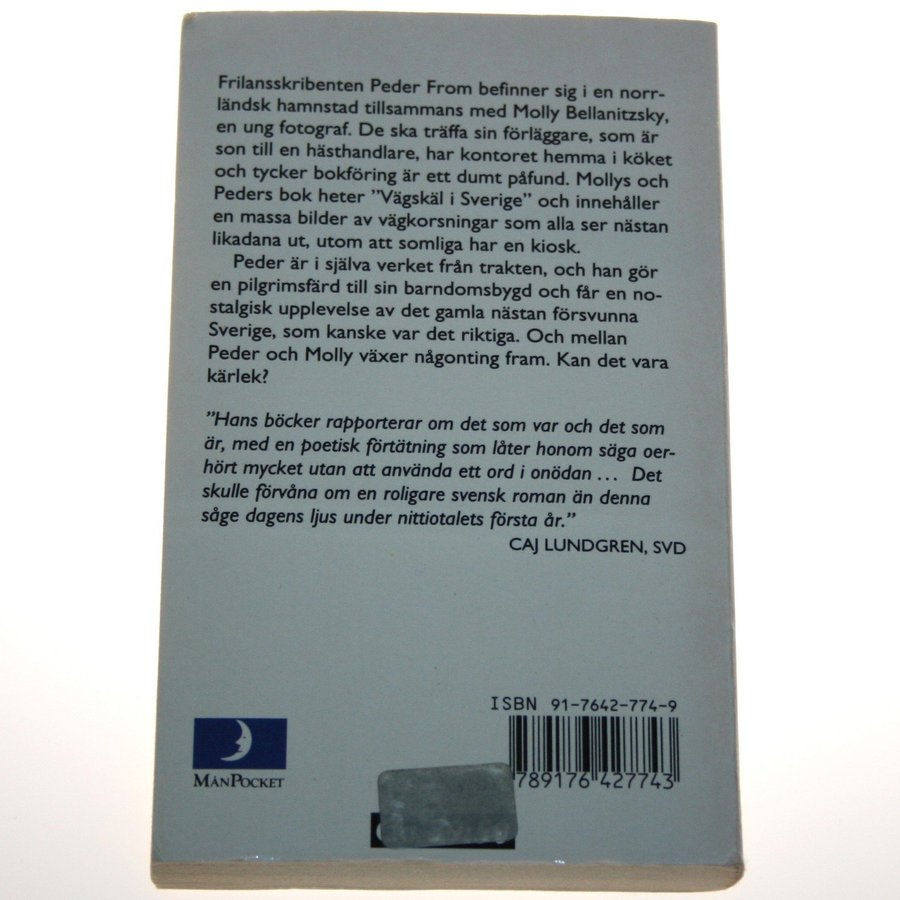 Frilansskribenten Peder From befinner sig i en norr-
ländsk hamnstad tillsammans med Molly Bellanitzsky,
en ung fotograf. De ska träffa sin förläggare, som är
son till en hästhandlare, har kontoret hemma i köket
och tycker bokföring är ett dumt påfund. Mollys och
Peders bok heter ”Vägskäl i Sverige” och innehåller
en massa bilder av vägkorsningar som alla ser nästan
likadana ut, utom att somliga har en kiosk.
Peder är i själva verket från trakten, och han gör
en pilgrimsfärd till sin barndomsbygd och får en no-
stalgisk upplevelse av det gamla nästan försvunna
Sverige, som kanske var det riktiga. Och mellan
Peder och Molly växer någonting fram. Kan det vara
kärlek?
”Hans böcker rapporterar om det som var och det som
är, med en poetisk förtätning som låter honom säga oer-
hört mycket utan att använda ett ord i onödan ... Det
skulle förvåna om en roligare svensk roman än denna
såge dagens ljus under nittiotalets första år.”
CAJ LUNDGREN, SVD
ISBN 91-7642-774-9
789176 427743
MÅNPOCKET